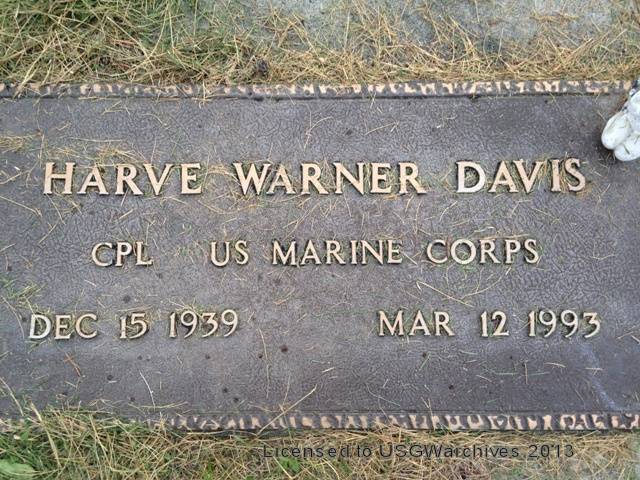 HARVE WARNER DAVIS
CPL US MARINE CORPS
DEC 15 1939 MAR 12 1993
Licensed to USGWarchives 2013